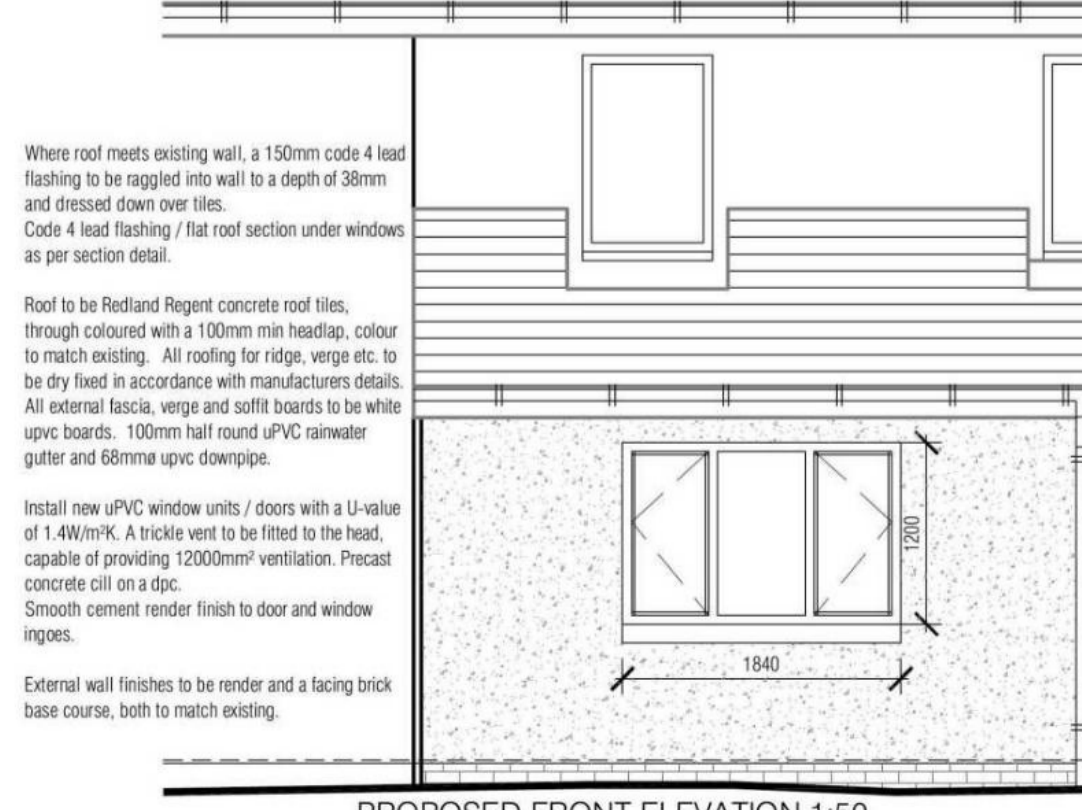 Where roof meets existing wall, a 150mm code 4 lead
flashing to be raggled into wall to a depth of 38mm
and dressed down over tiles.
Code 4 lead flashing / flat roof section under windows
as per section detail.
Roof to be Redland Regent concrete roof tiles,
through coloured with a 100mm min headlap, colour
to match existing. All roofing for ridge, verge etc. to
be dry fixed in accordance with manufacturers details.
All external fascia, verge and soffit boards to be white
upvc boards. 100mm half round uPVC rainwater
gutter and 68mmø upvc downpipe.
Install new uPVC window units / doors with a U-value
of 1.4W/m²K. A trickle vent to be fitted to the head,
capable of providing 12000mm² ventilation. Precast
concrete cill on a dpc.
Smooth cement render finish to door and window
ingoes.
External wall finishes to be render and a facing brick
base course, both to match existing.
1200
1840
PROPOSED FRONT ELEVATION 1:50